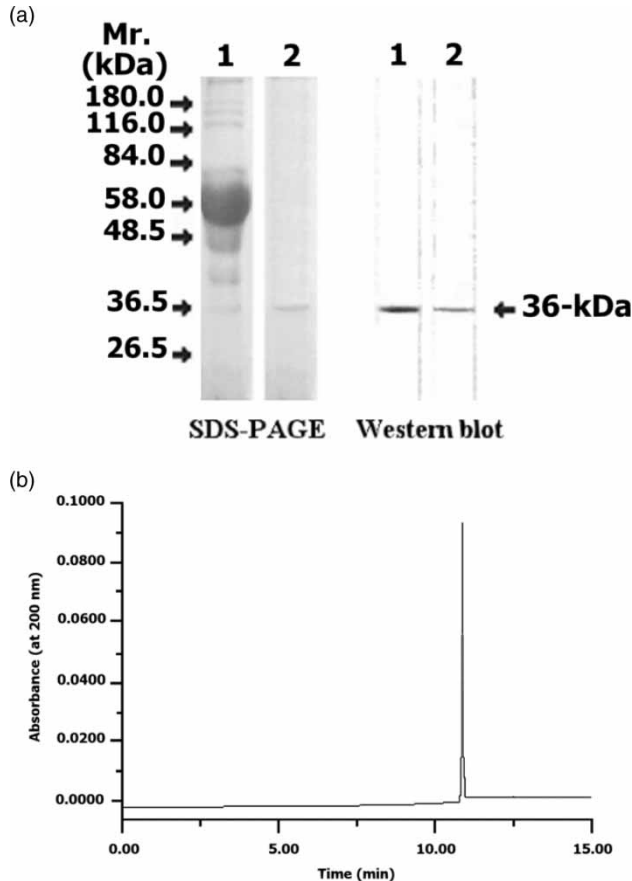 (a)
Mr.
(kDa)
1 2 1 2
180.0
116.0
84.0
58.0
48.5
36.5
26.5
36-kDa
SDS-PAGE Western blot
(b)
0.1000
0.0800
0.0600
0.0400
0.0200
0.0000
Absorbance (at 200 nm)
0.00 5.00 10.00 15.00
Time (min)